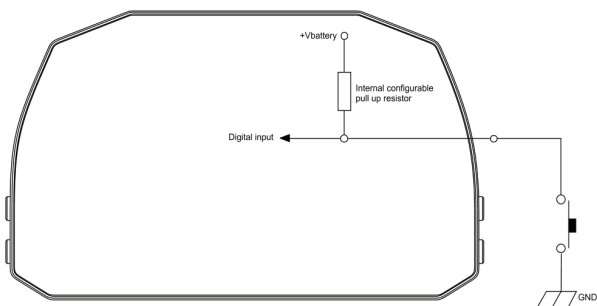 +Vbattery
Internal configurable
pull up resistor
Digital input
GND